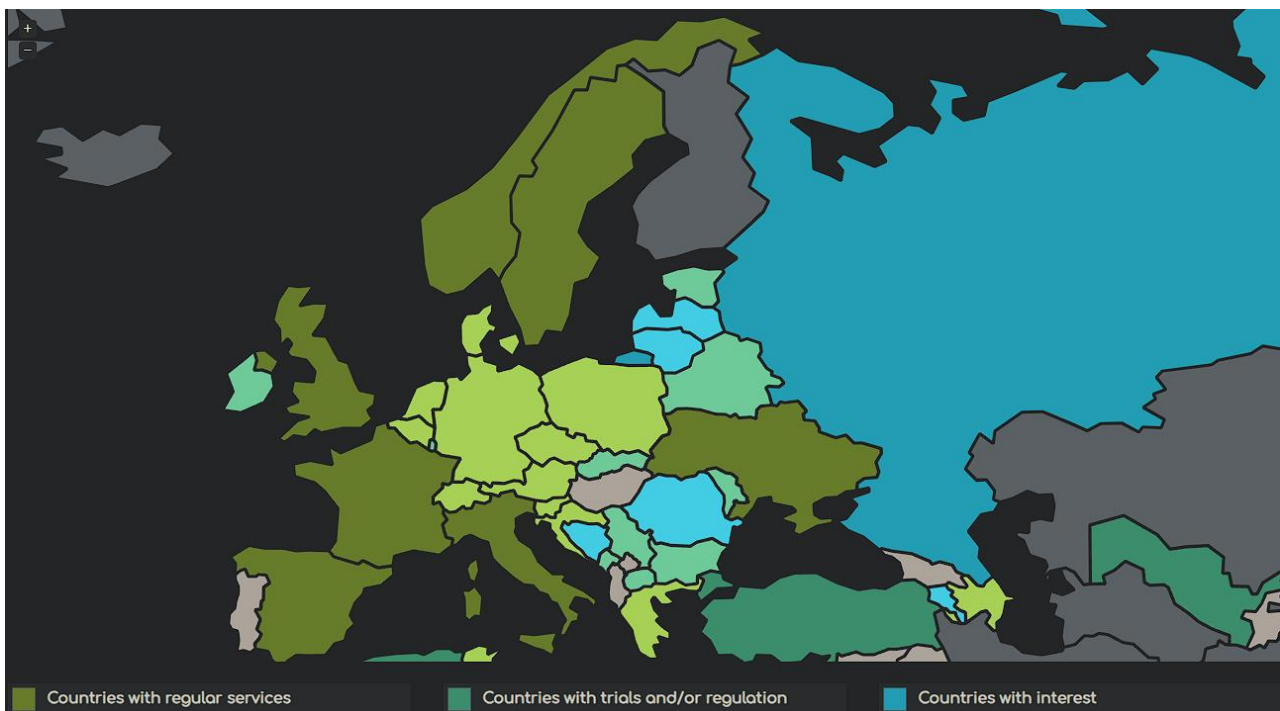 +
−
Countries with regular services
Countries with trials and/or regulation
Countries with interest